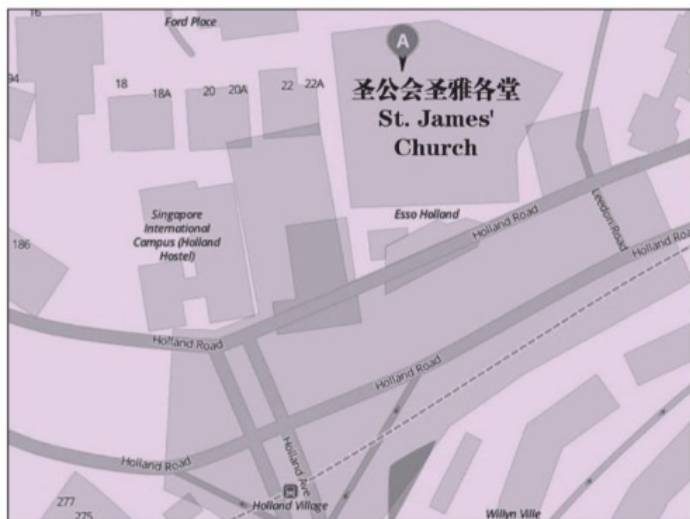 16
Ford Place
A
94
18
18A
20
20A
22
22A
圣公会圣雅各堂
St. James'
Church
Singapore
International
Campus (Holland
Hostel)
186
Esso Holland
Holland Road
Leedon Road
Holland Road
Holland Road
Holland Road
Holland Ave
Holland Road
Holland Village
277
275
Willyn Ville